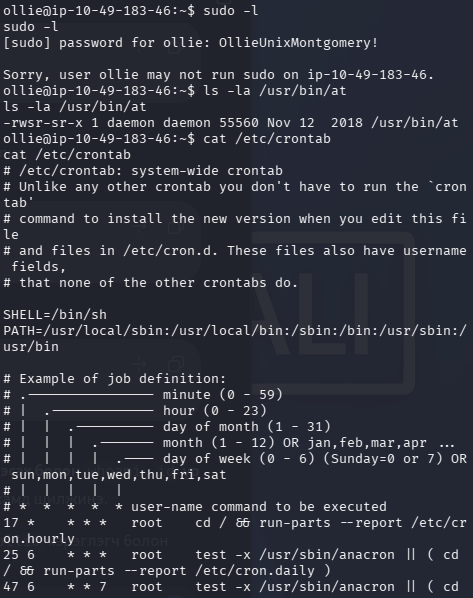 ollie@ip-10-49-183-46:~$ sudo -l
sudo -l
[sudo] password for ollie: OllieUnixMontgomery!

Sorry, user ollie may not run sudo on ip-10-49-183-46.
ollie@ip-10-49-183-46:~$ ls -la /usr/bin/at
ls -la /usr/bin/at
-rwsr-sr-x 1 daemon daemon 55560 Nov 12  2018 /usr/bin/at
ollie@ip-10-49-183-46:~$ cat /etc/crontab
cat /etc/crontab
# /etc/crontab: system-wide crontab
# Unlike any other crontab you don't have to run the `cron
tab'
# command to install the new version when you edit this fi
le
# and files in /etc/cron.d. These files also have username
 fields,
# that none of the other crontabs do.

SHELL=/bin/sh
PATH=/usr/local/sbin:/usr/local/bin:/sbin:/bin:/usr/sbin:/
usr/bin

# Example of job definition:
# .---------------- minute (0 - 59)
# |  .------------- hour (0 - 23)
# |  |  .---------- day of month (1 - 31)
# |  |  |  .------- month (1 - 12) OR jan,feb,mar,apr ...
# |  |  |  |  .---- day of week (0 - 6) (Sunday=0 or 7) OR
 sun,mon,tue,wed,thu,fri,sat
# |  |  |  |  |
# *  *  *  *  * user-name command to be executed
17 *    * * *   root    cd / && run-parts --report /etc/cr
on.hourly
25 6    * * *   root    test -x /usr/sbin/anacron || ( cd
/ && run-parts --report /etc/cron.daily )
47 6    * * 7   root    test -x /usr/sbin/anacron || ( cd
ALI